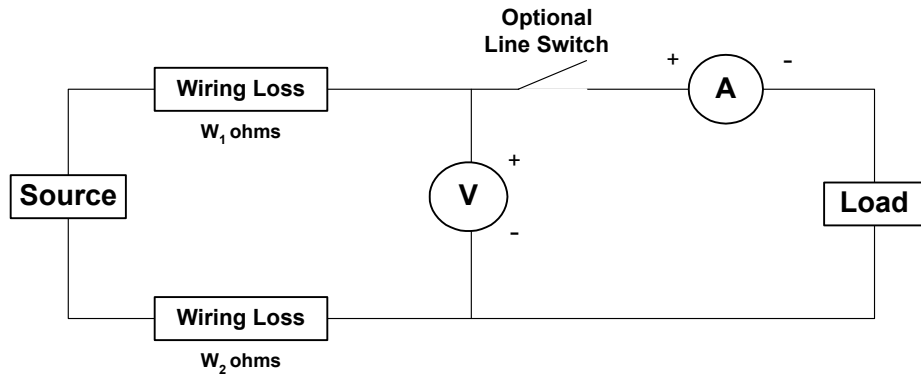 Optional
Line Switch
+
-
Wiring Loss
A
W₁ ohms
Source
V
+
-
Load
Wiring Loss
W₂ ohms